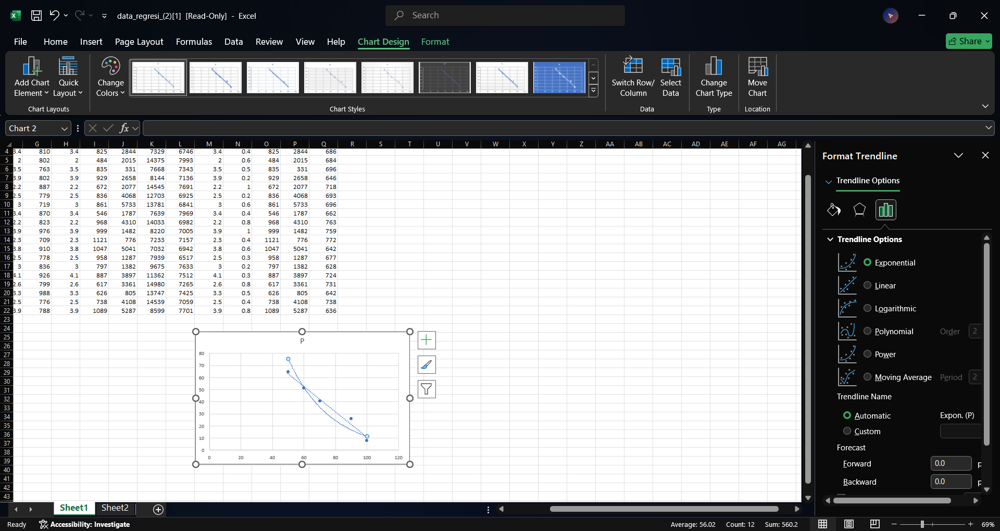 data_regresi_(2)[1] [Read-Only] - Excel
Search
File Home Insert Page Layout Formulas Data Review View Help Chart Design Format Share
Add Chart Element Quick Layout Change Colors Switch Row/ Column Select Data Change Chart Type Move Chart
Chart Layouts Chart Styles Data Type Location
Chart 2 fx
G H I J K L M N O P Q R S T U V W X Y Z AA AB AC AD AE AF AG
4 3.4 810 3.4 825 2844 7329 6746 3.4 0.4 825 2844 686
5 2 802 2 484 2015 14375 7993 2 0.6 484 2015 684
6 3.5 763 3.5 835 331 7668 7343 3.5 0.5 835 331 696
7 3.9 802 3.9 929 2658 8144 7136 3.9 0.2 929 2658 646
8 2.2 887 2.2 672 2077 14545 7691 2.2 1 672 2077 718
9 2.5 779 2.5 836 4068 12703 6925 2.5 0.2 836 4068 693
10 3 719 3 861 5733 13781 6841 3 0.6 861 5733 696
11 3.4 870 3.4 546 1787 7639 7969 3.4 0.4 546 1787 662
12 2.2 823 2.2 968 4310 14033 6982 2.2 0.8 968 4310 763
13 3.9 976 3.9 999 1482 8220 7005 3.9 1 999 1482 759
14 2.3 709 2.3 1121 776 7233 7157 2.3 0.4 1121 776 772
15 3.8 910 3.8 1047 5041 7032 6942 3.8 0.6 1047 5041 642
16 2.5 778 2.5 958 1287 7939 6517 2.5 0.3 958 1287 677
17 3 836 3 797 1382 9675 7633 3 0.2 797 1382 628
18 4.1 926 4.1 887 3897 11362 7512 4.1 0.3 887 3897 724
19 2.6 799 2.6 617 3361 14980 7265 2.6 0.8 617 3361 731
20 3.3 988 3.3 626 805 13747 7425 3.3 0.5 626 805 642
21 2.5 776 2.5 738 4108 14539 7059 2.5 0.4 738 4108 738
22 3.9 788 3.9 1089 5287 8599 7701 3.9 0.8 1089 5287 636
23
24
25
26
27
28
29
30
31
32
33
34
35
36
37
38
39
40
41
42
43
P
80
70
60
50
40
30
20
10
0
0 20 40 60 80 100 120
Format Trendline
Trendline Options
Trendline Options
Exponential
Linear
Logarithmic
Polynomial Order 2
Power
Moving Average Period 2
Trendline Name
Automatic Expon. (P)
Custom
Forecast
Forward 0.0 p
Backward 0.0 p
Sheet1 Sheet2
Ready Accessibility: Investigate Average: 56.02 Count: 12 Sum: 560.2 69%